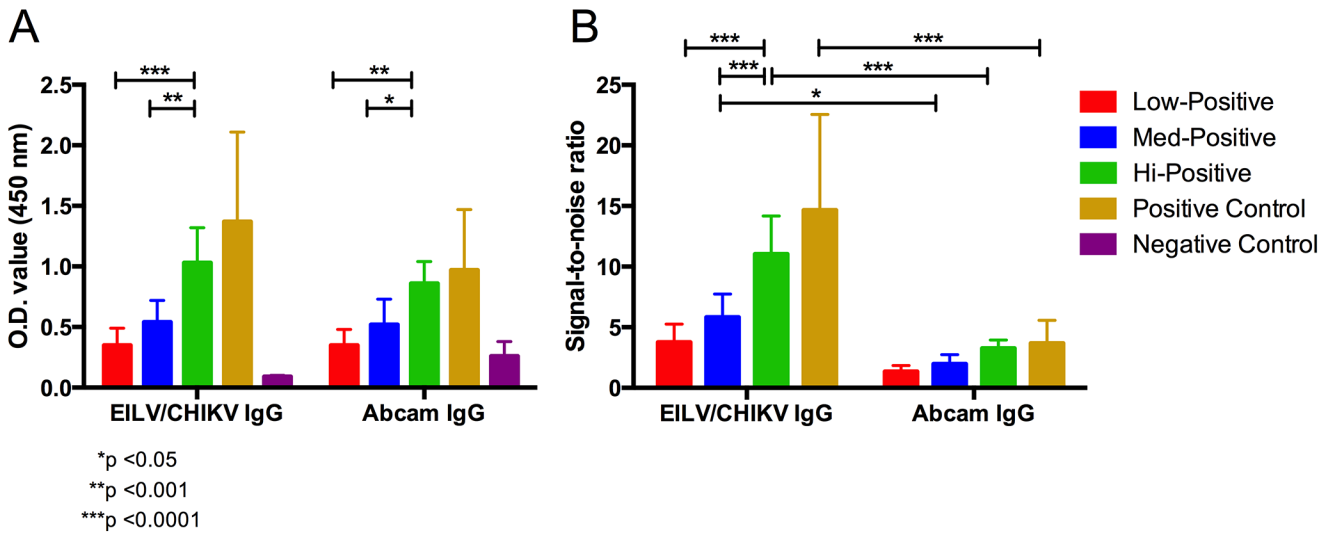 A
B
*** ** *** ***
** * *** ***
*
O.D. value (450 nm)
2.5
2.0
1.5
1.0
0.5
0.0
EILV/CHIKV IgG Abcam IgG
*p <0.05
**p <0.001
***p <0.0001
Signal-to-noise ratio
25
20
15
10
5
0
EILV/CHIKV IgG Abcam IgG
Low-Positive
Med-Positive
Hi-Positive
Positive Control
Negative Control